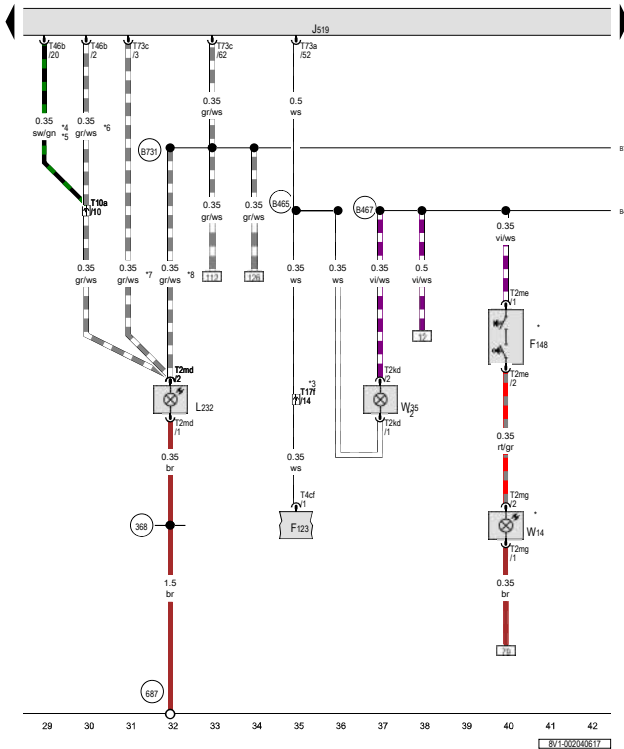 J519
T46b
/20
T46b
/2
T73c
/3
T73c
/62
T73a
/52
0.35
gr/ws
0.5
ws
0.35
sw/gn
*4
*5
0.35
gr/ws
*6
B731
T10a
/10
B465
B467
0.35
gr/ws
0.35
gr/ws
0.35
vi/ws
0.35
gr/ws
0.35
gr/ws
*7
0.35
gr/ws
*8
112
126
0.35
ws
0.35
ws
0.35
vi/ws
0.5
vi/ws
T2me
/1
12
*
F148
T2md
/2
L232
T2md
/1
*3
T17f
/14
T2kd
/2
W35
2
T2kd
/1
T2me
/2
0.35
br
0.35
ws
0.35
rt/gr
T4cf
/1
F123
T2mg
/2
*
W14
T2mg
/1
368
1.5
br
0.35
br
79
687
29 30 31 32 33 34 35 36 37 38 39 40 41 42
8V1-002040617